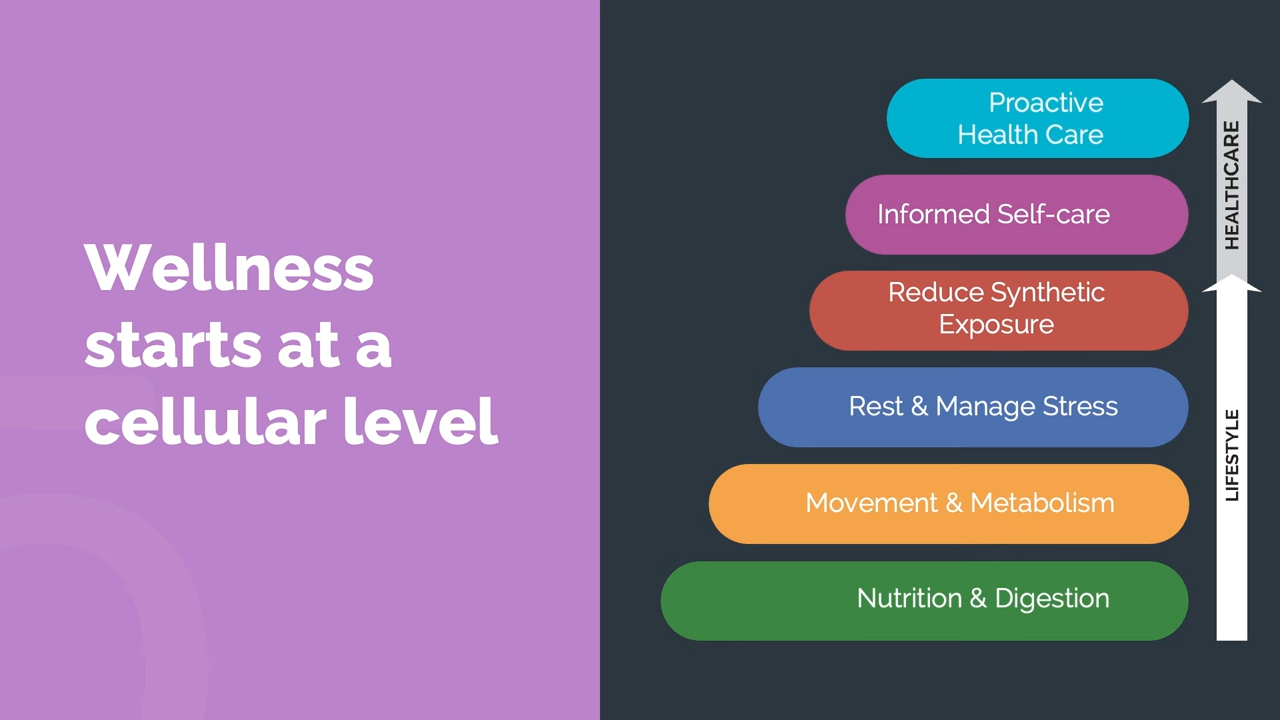 Wellness
starts at a
cellular level
Proactive
Health Care
Informed Self-care
Reduce Synthetic
Exposure
Rest & Manage Stress
Movement & Metabolism
Nutrition & Digestion
HEALTHCARE
LIFESTYLE